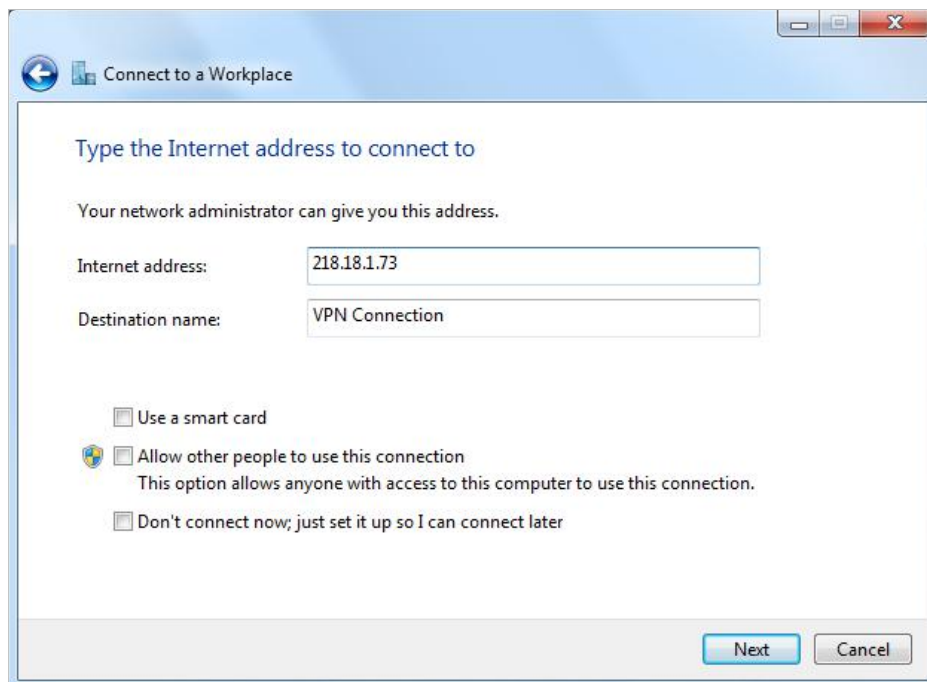 Connect to a Workplace
Type the Internet address to connect to
Your network administrator can give you this address.
Internet address: 218.18.1.73
Destination name: VPN Connection
Use a smart card
Allow other people to use this connection
This option allows anyone with access to this computer to use this connection.
Don't connect now; just set it up so I can connect later
Next Cancel